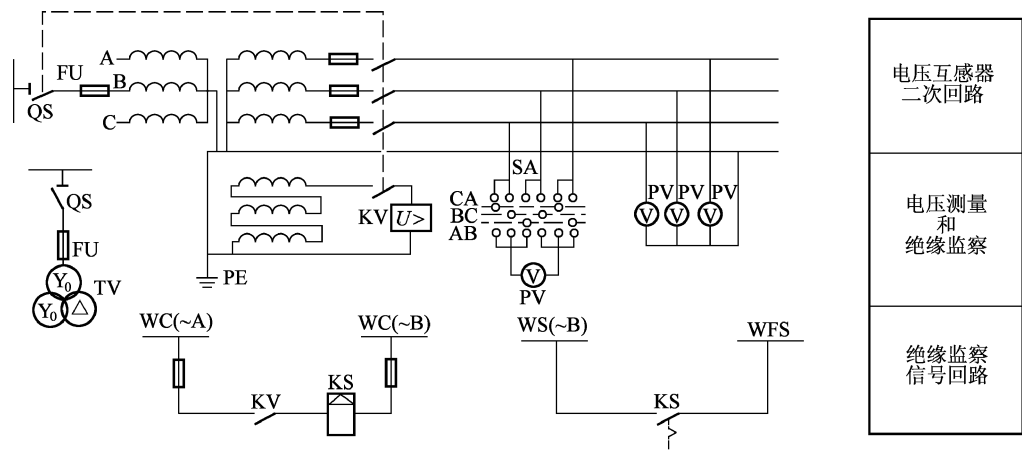 A
FU
B
QS
C
QS
FU
Y₀
Y₀
△
TV
KV
U>
PE
SA
CA
BC
AB
V
PV
PV
PV
PV
V
V
V
WC(~A)
WC(~B)
KV
KS
WS(~B)
WFS
KS
电压互感器
二次回路
电压测量
和
绝缘监察
绝缘监察
信号回路